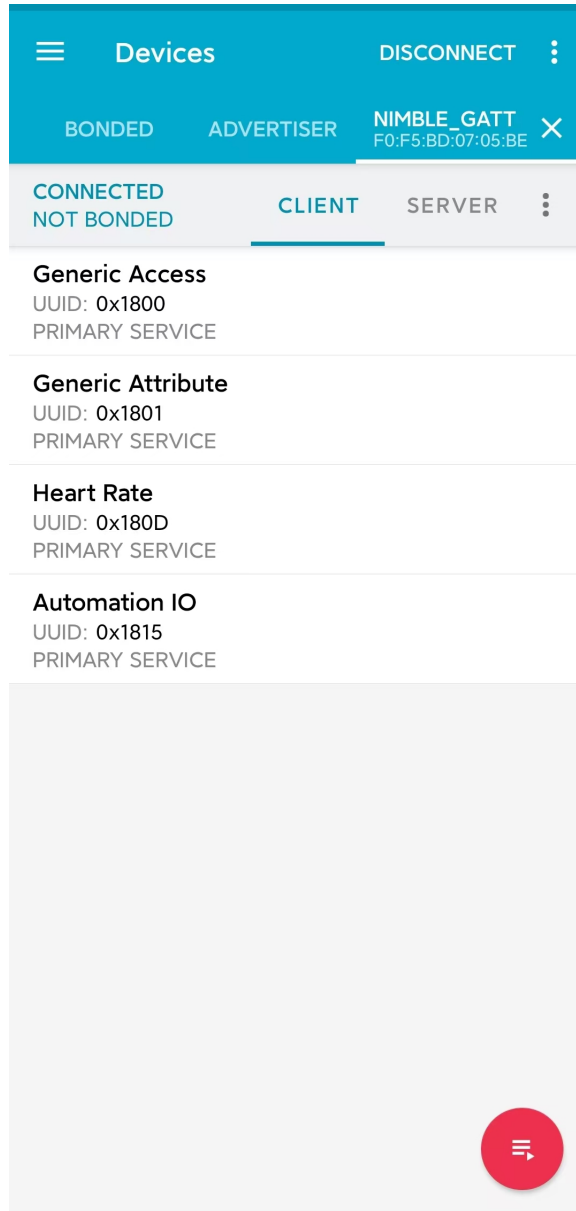 Devices
DISCONNECT
BONDED
ADVERTISER
NIMBLE_GATT
F0:F5:BD:07:05:BE
CONNECTED
NOT BONDED
CLIENT
SERVER
Generic Access
UUID: 0x1800
PRIMARY SERVICE
Generic Attribute
UUID: 0x1801
PRIMARY SERVICE
Heart Rate
UUID: 0x180D
PRIMARY SERVICE
Automation IO
UUID: 0x1815
PRIMARY SERVICE